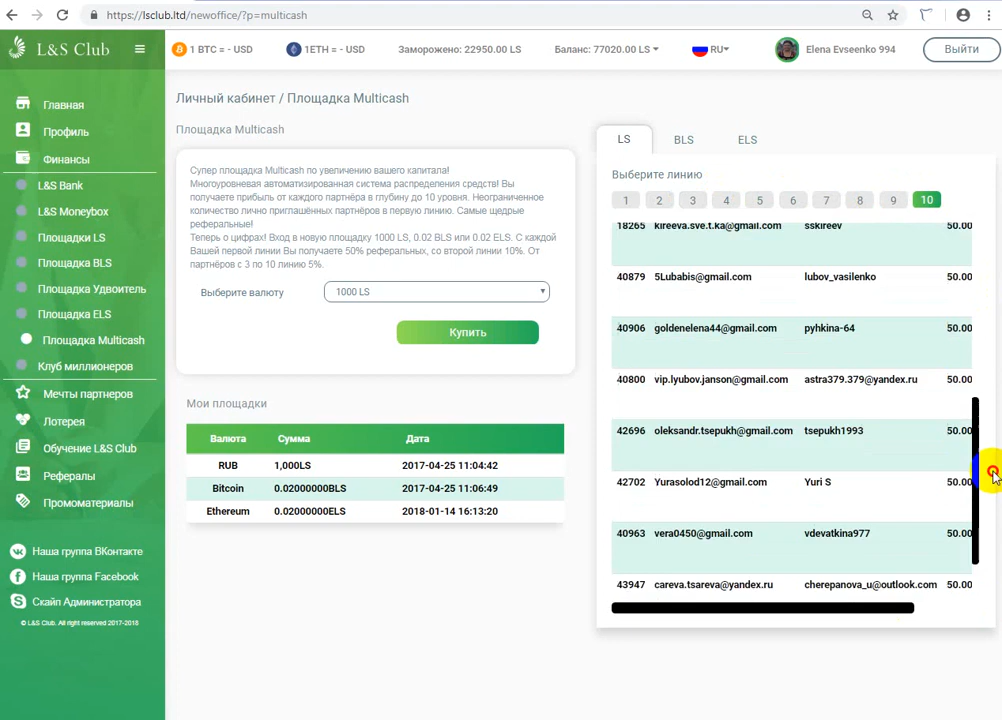 https://lsclub.ltd/newoffice/?p=multicash
L&S Club
1 BTC = - USD
1ETH = - USD
Заморожено: 22950.00 LS
Баланс: 77020.00 LS
RU
Elena Evseenko 994
Выйти
Главная
Профиль
Финансы
L&S Bank
L&S Moneybox
Площадки LS
Площадка BLS
Площадка Удвоитель
Площадка ELS
Площадка Multicash
Клуб миллионеров
Мечты партнеров
Лотерея
Обучение L&S Club
Рефералы
Промоматериалы
Наша группа ВКонтакте
Наша группа Facebook
Скайп Администратора
© L&S Club. All right reserved 2017-2018
Личный кабинет / Площадка Multicash
Площадка Multicash
Супер площадка Multicash по увеличению вашего капитала!
Многоуровневая автоматизированная система распределения средств! Вы
получаете прибыль от каждого партнёра в глубину до 10 уровня. Неограненное
количество лично приглашённых партнёров в первую линию. Самые щедрые
реферальные!
Теперь о цифрах! Вход в новую площадку 1000 LS, 0.02 BLS или 0.02 ELS. С каждой
Вашей первой линии Вы получаете 50% реферальных, со второй линии 10%. От
партнёров с 3 по 10 линию 5%.
Выберите валюту
1000 LS
Купить
Мои площадки
Валюта Сумма Дата
RUB 1,000LS 2017-04-25 11:04:42
Bitcoin 0.02000000BLS 2017-04-25 11:06:49
Ethereum 0.02000000ELS 2018-01-14 16:13:20
LS BLS ELS
Выберите линию
1 2 3 4 5 6 7 8 9 10
18265 kireeva.sve.t.ka@gmail.com sskireev 50.00
40879 5Lubabis@gmail.com lubov_vasilenko 50.00
40906 goldenelena44@gmail.com pyhkina-64 50.00
40800 vip.lyubov.janson@gmail.com astra379.379@yandex.ru 50.00
42696 oleksandr.tsepukh@gmail.com tsepukh1993 50.00
42702 Yurasolod12@gmail.com Yuri S 50.00
40963 vera0450@gmail.com vdevatkina977 50.00
43947 careva.tsareva@yandex.ru cherepanova_u@outlook.com 50.00